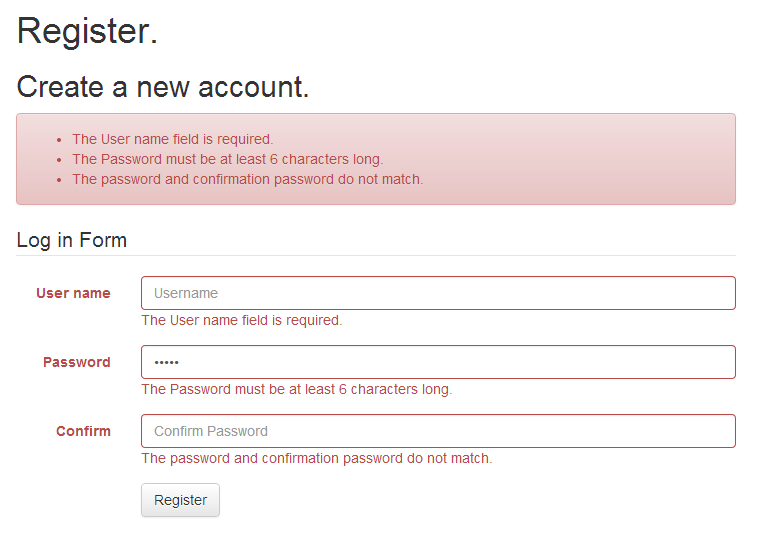 Register.
Create a new account.
• The User name field is required.
• The Password must be at least 6 characters long.
• The password and confirmation password do not match.
Log in Form
User name Username
The User name field is required.
Password •••••
The Password must be at least 6 characters long.
Confirm Confirm Password
The password and confirmation password do not match.
Register